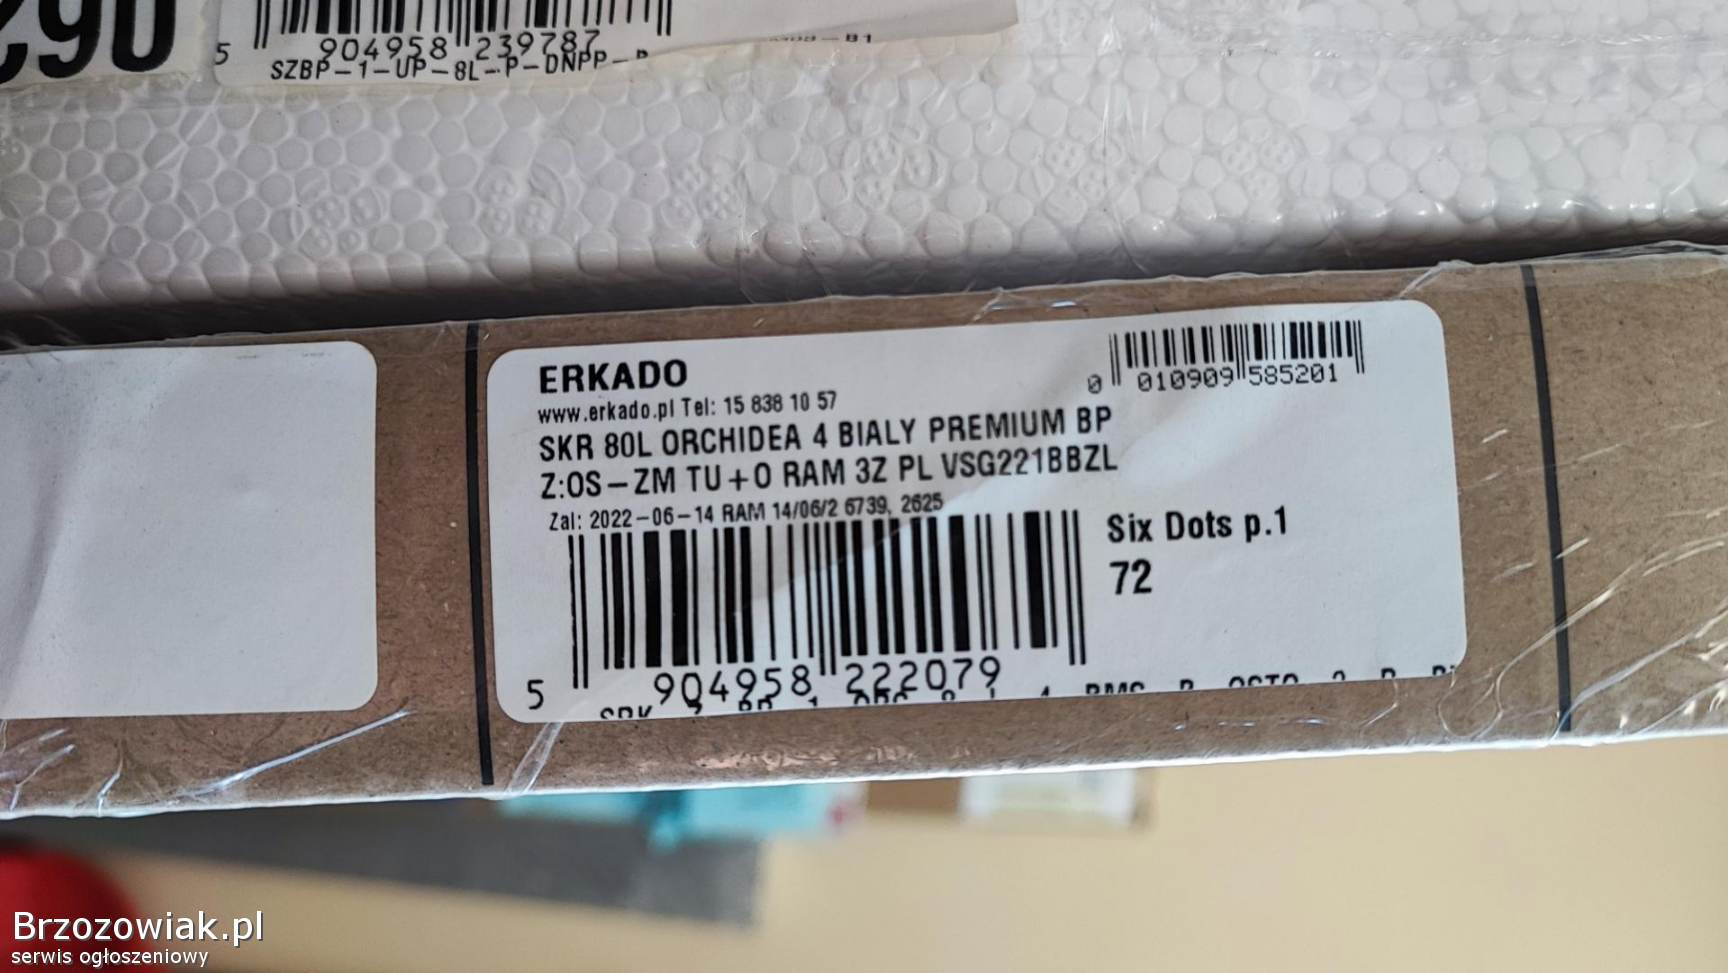 290
5 904958 239787
SZBP-1-UP-8L-P-DNPP-
ERKADO
0 010909 585201
www.erkado.pl Tel: 15 838 10 57
SKR 80L ORCHIDEA 4 BIALY PREMIUM BP
Z:OS-ZM TU+O RAM 3Z PL VSG221BBZL
Zal: 2022-06-14 RAM 14/06/2 6739, 2625
Six Dots p.1
72
5 904958 222079
Brzozowiak.pl
serwis ogłoszeniowy